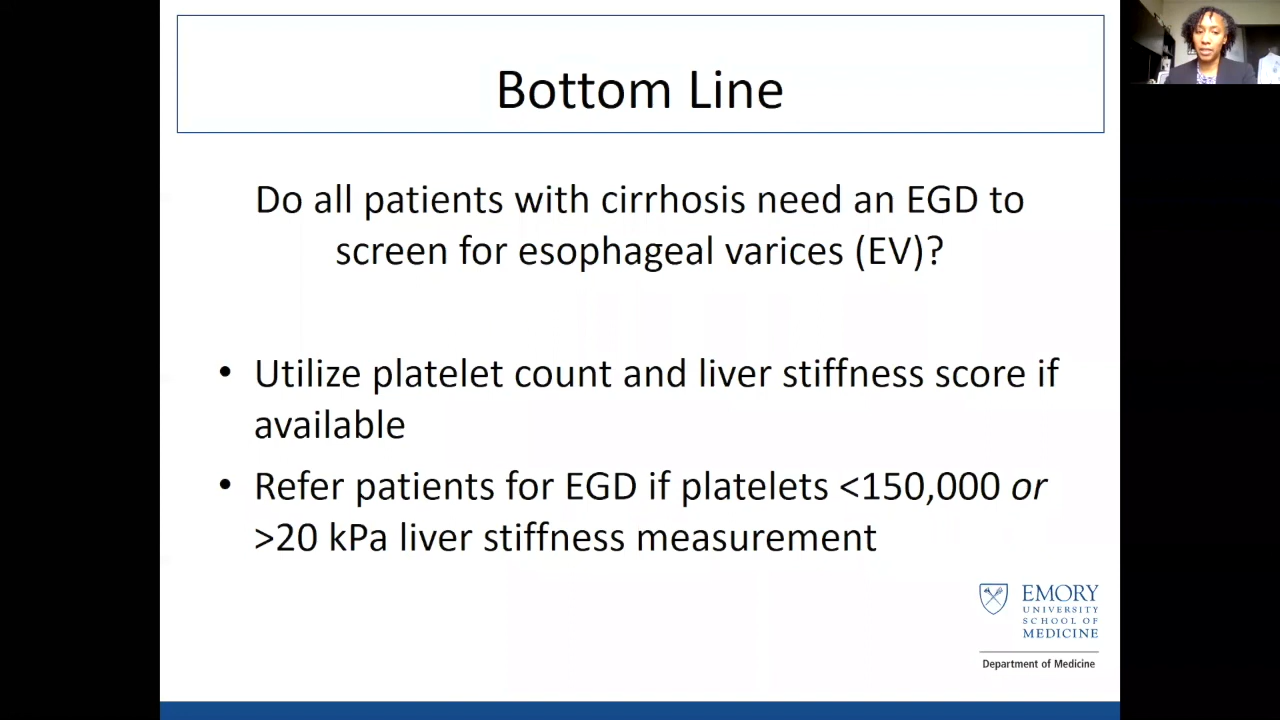 Bottom Line
Do all patients with cirrhosis need an EGD to
screen for esophageal varices (EV)?
• Utilize platelet count and liver stiffness score if
available
• Refer patients for EGD if platelets <150,000 or
>20 kPa liver stiffness measurement
EMORY
UNIVERSITY
SCHOOL OF
MEDICINE
Department of Medicine